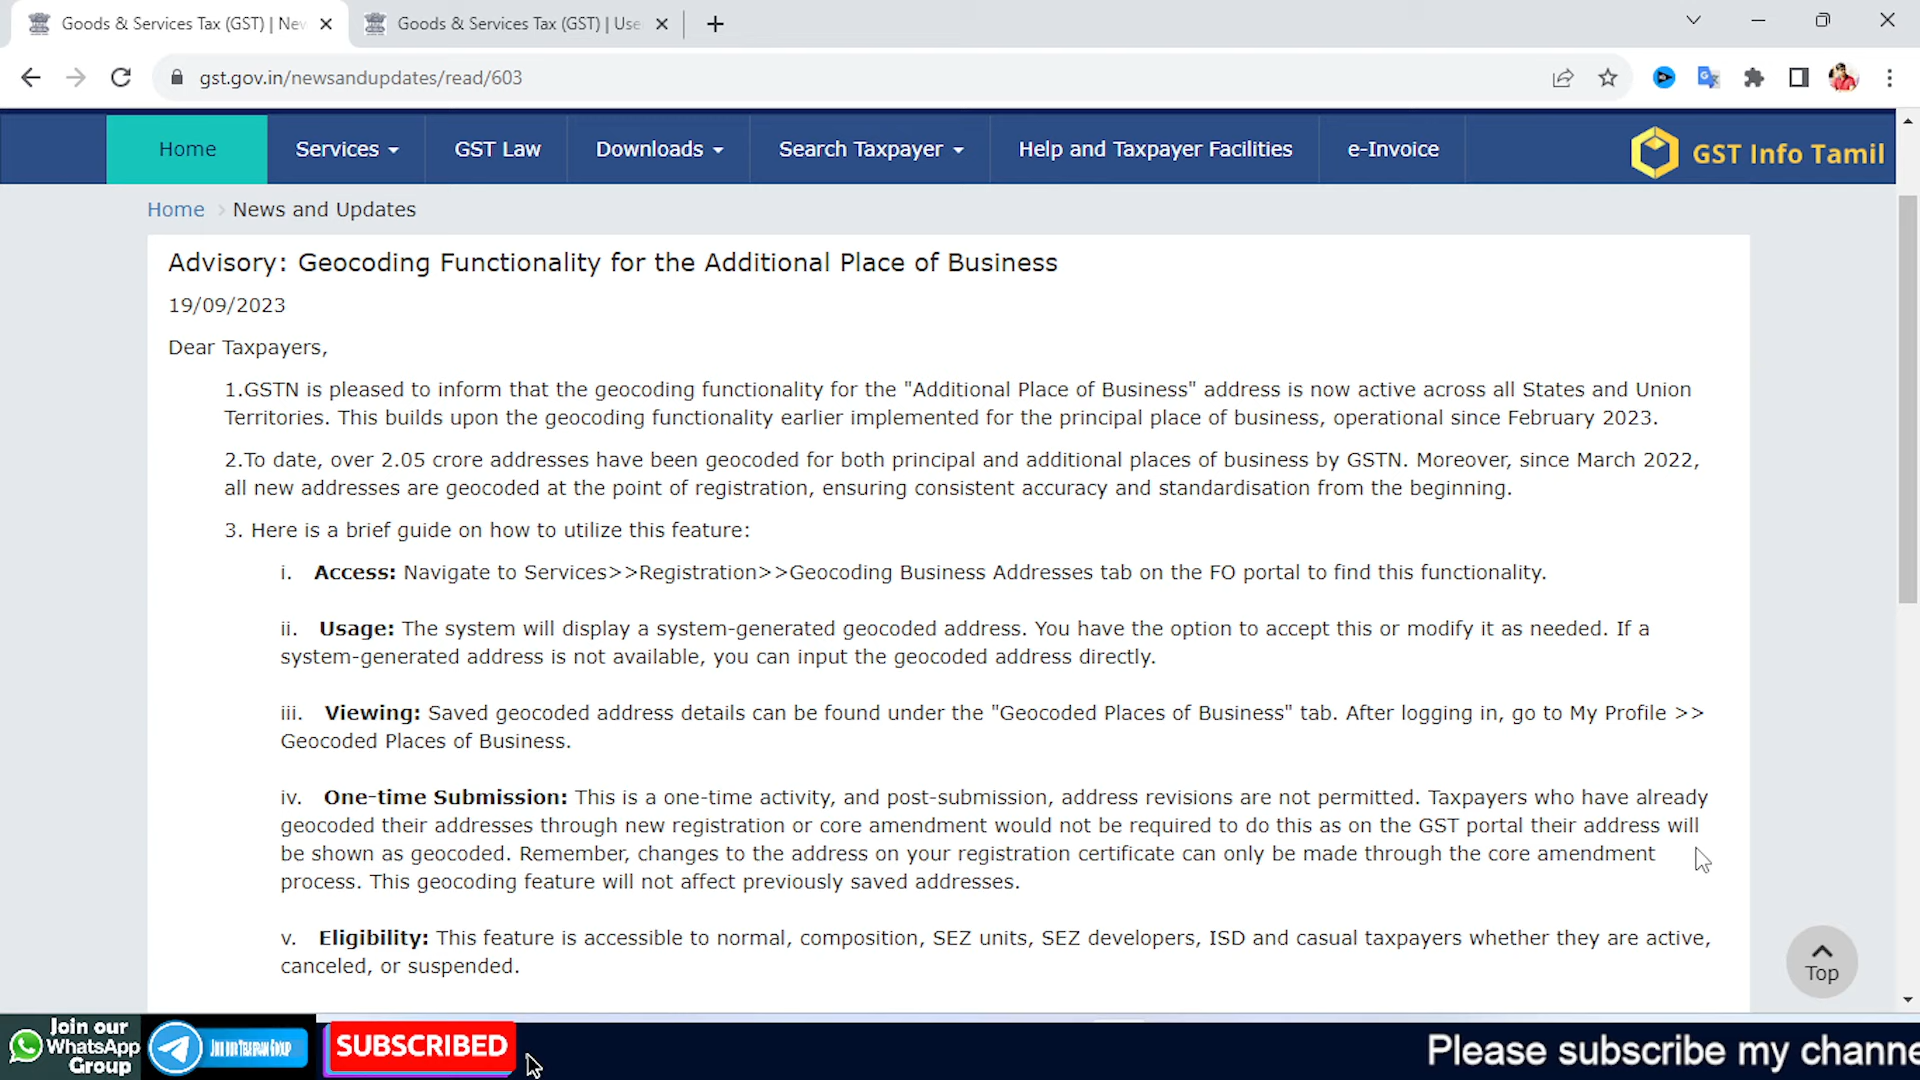 Goods & Services Tax (GST) | New
Goods & Services Tax (GST) | Use
gst.gov.in/newsandupdates/read/603
Home
Services
GST Law
Downloads
Search Taxpayer
Help and Taxpayer Facilities
e-Invoice
GST Info Tamil
Home > News and Updates
Advisory: Geocoding Functionality for the Additional Place of Business
19/09/2023
Dear Taxpayers,
1.GSTN is pleased to inform that the geocoding functionality for the "Additional Place of Business" address is now active across all States and Union
Territories. This builds upon the geocoding functionality earlier implemented for the principal place of business, operational since February 2023.
2.To date, over 2.05 crore addresses have been geocoded for both principal and additional places of business by GSTN. Moreover, since March 2022,
all new addresses are geocoded at the point of registration, ensuring consistent accuracy and standardisation from the beginning.
3. Here is a brief guide on how to utilize this feature:
i. Access: Navigate to Services>>Registration>>Geocoding Business Addresses tab on the FO portal to find this functionality.
ii. Usage: The system will display a system-generated geocoded address. You have the option to accept this or modify it as needed. If a
system-generated address is not available, you can input the geocoded address directly.
iii. Viewing: Saved geocoded address details can be found under the "Geocoded Places of Business" tab. After logging in, go to My Profile >>
Geocoded Places of Business.
iv. One-time Submission: This is a one-time activity, and post-submission, address revisions are not permitted. Taxpayers who have already
geocoded their addresses through new registration or core amendment would not be required to do this as on the GST portal their address will
be shown as geocoded. Remember, changes to the address on your registration certificate can only be made through the core amendment
process. This geocoding feature will not affect previously saved addresses.
v. Eligibility: This feature is accessible to normal, composition, SEZ units, SEZ developers, ISD and casual taxpayers whether they are active,
canceled, or suspended.
Top
Join our
WhatsApp
Group
Join our Telegram Group
SUBSCRIBED
Please subscribe my channe